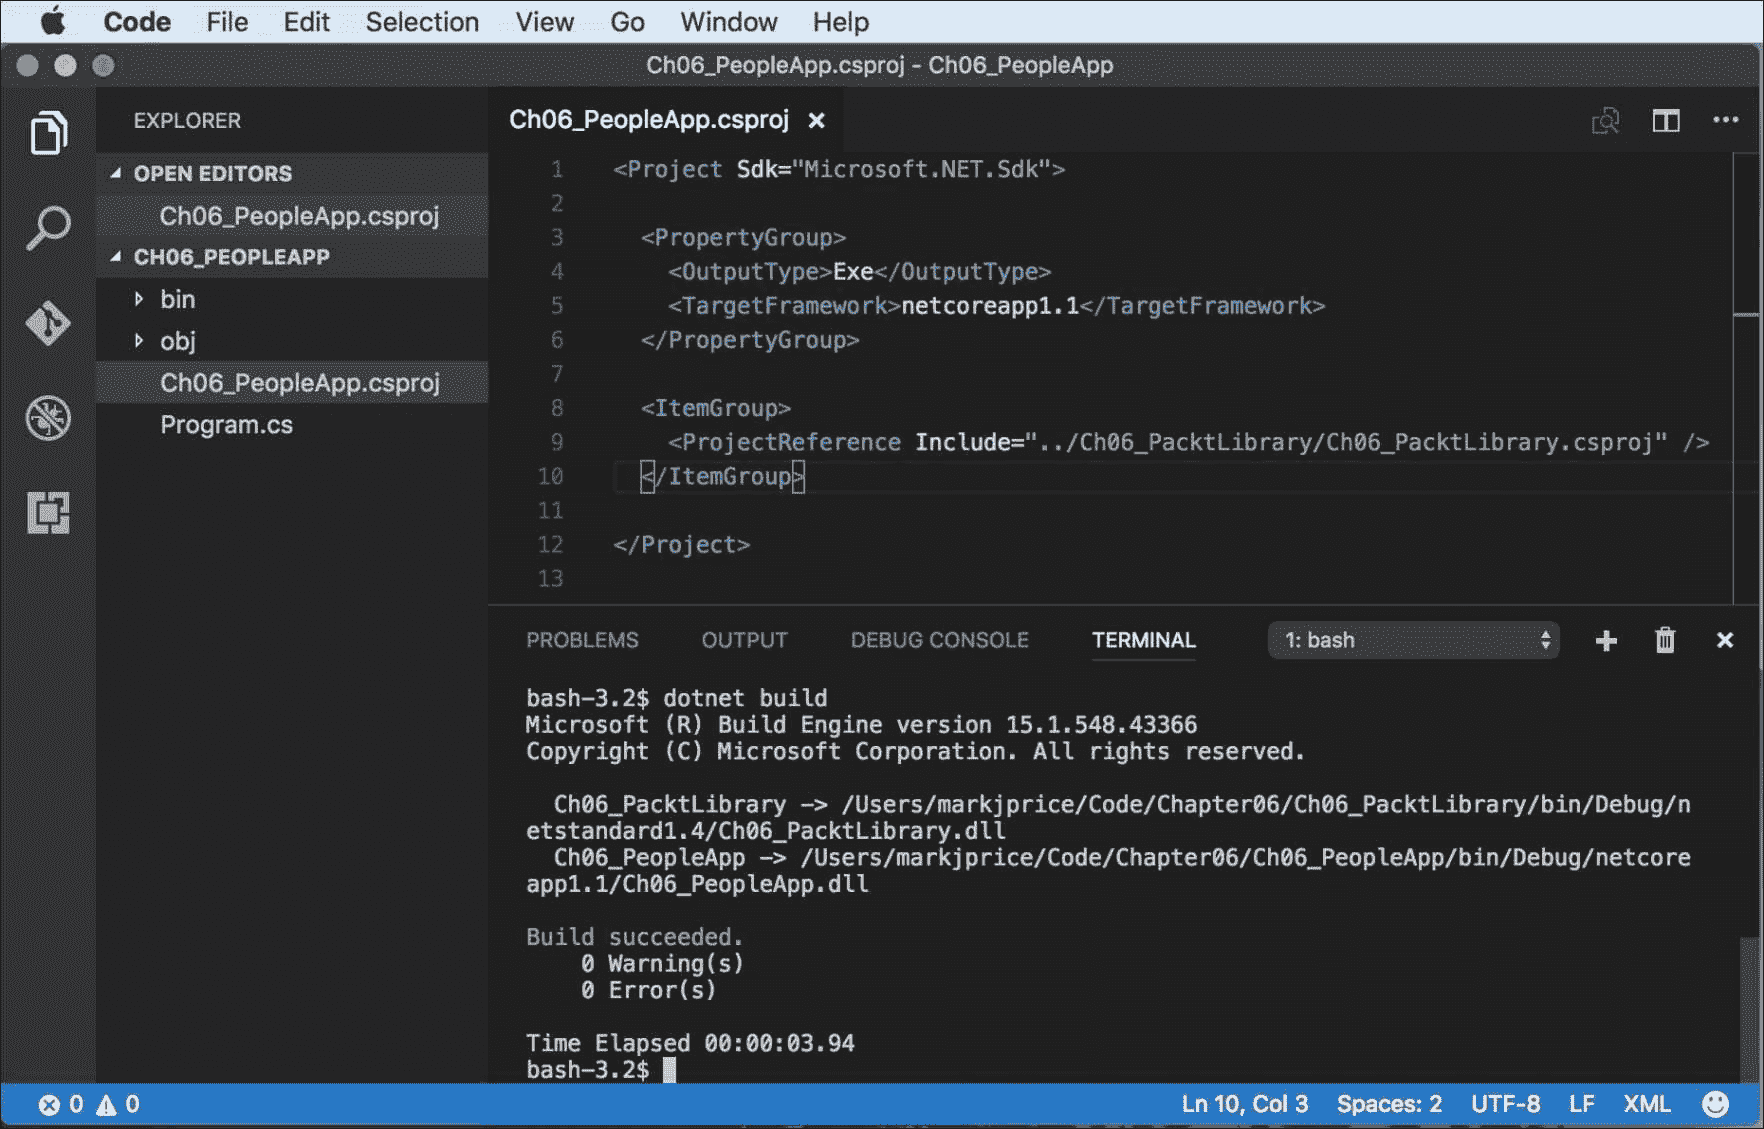 Code File Edit Selection View Go Window Help
Ch06_PeopleApp.csproj - Ch06_PeopleApp
EXPLORER
OPEN EDITORS
Ch06_PeopleApp.csproj
CH06_PEOPLEAPP
bin
obj
Ch06_PeopleApp.csproj
Program.cs
Ch06_PeopleApp.csproj ×
1 <Project Sdk="Microsoft.NET.Sdk">
2
3 <PropertyGroup>
4 <OutputType>Exe</OutputType>
5 <TargetFramework>netcoreapp1.1</TargetFramework>
6 </PropertyGroup>
7
8 <ItemGroup>
9 <ProjectReference Include="../Ch06_PacktLibrary/Ch06_PacktLibrary.csproj" />
10 </ItemGroup>
11
12 </Project>
13
PROBLEMS OUTPUT DEBUG CONSOLE TERMINAL 1: bash
bash-3.2$ dotnet build
Microsoft (R) Build Engine version 15.1.548.43366
Copyright (C) Microsoft Corporation. All rights reserved.
Ch06_PacktLibrary -> /Users/markjprice/Code/Chapter06/Ch06_PacktLibrary/bin/Debug/n
etstandard1.4/Ch06_PacktLibrary.dll
Ch06_PeopleApp -> /Users/markjprice/Code/Chapter06/Ch06_PeopleApp/bin/Debug/netcore
app1.1/Ch06_PeopleApp.dll
Build succeeded.
0 Warning(s)
0 Error(s)
Time Elapsed 00:00:03.94
bash-3.2$
0 0 Ln 10, Col 3 Spaces: 2 UTF-8 LF XML